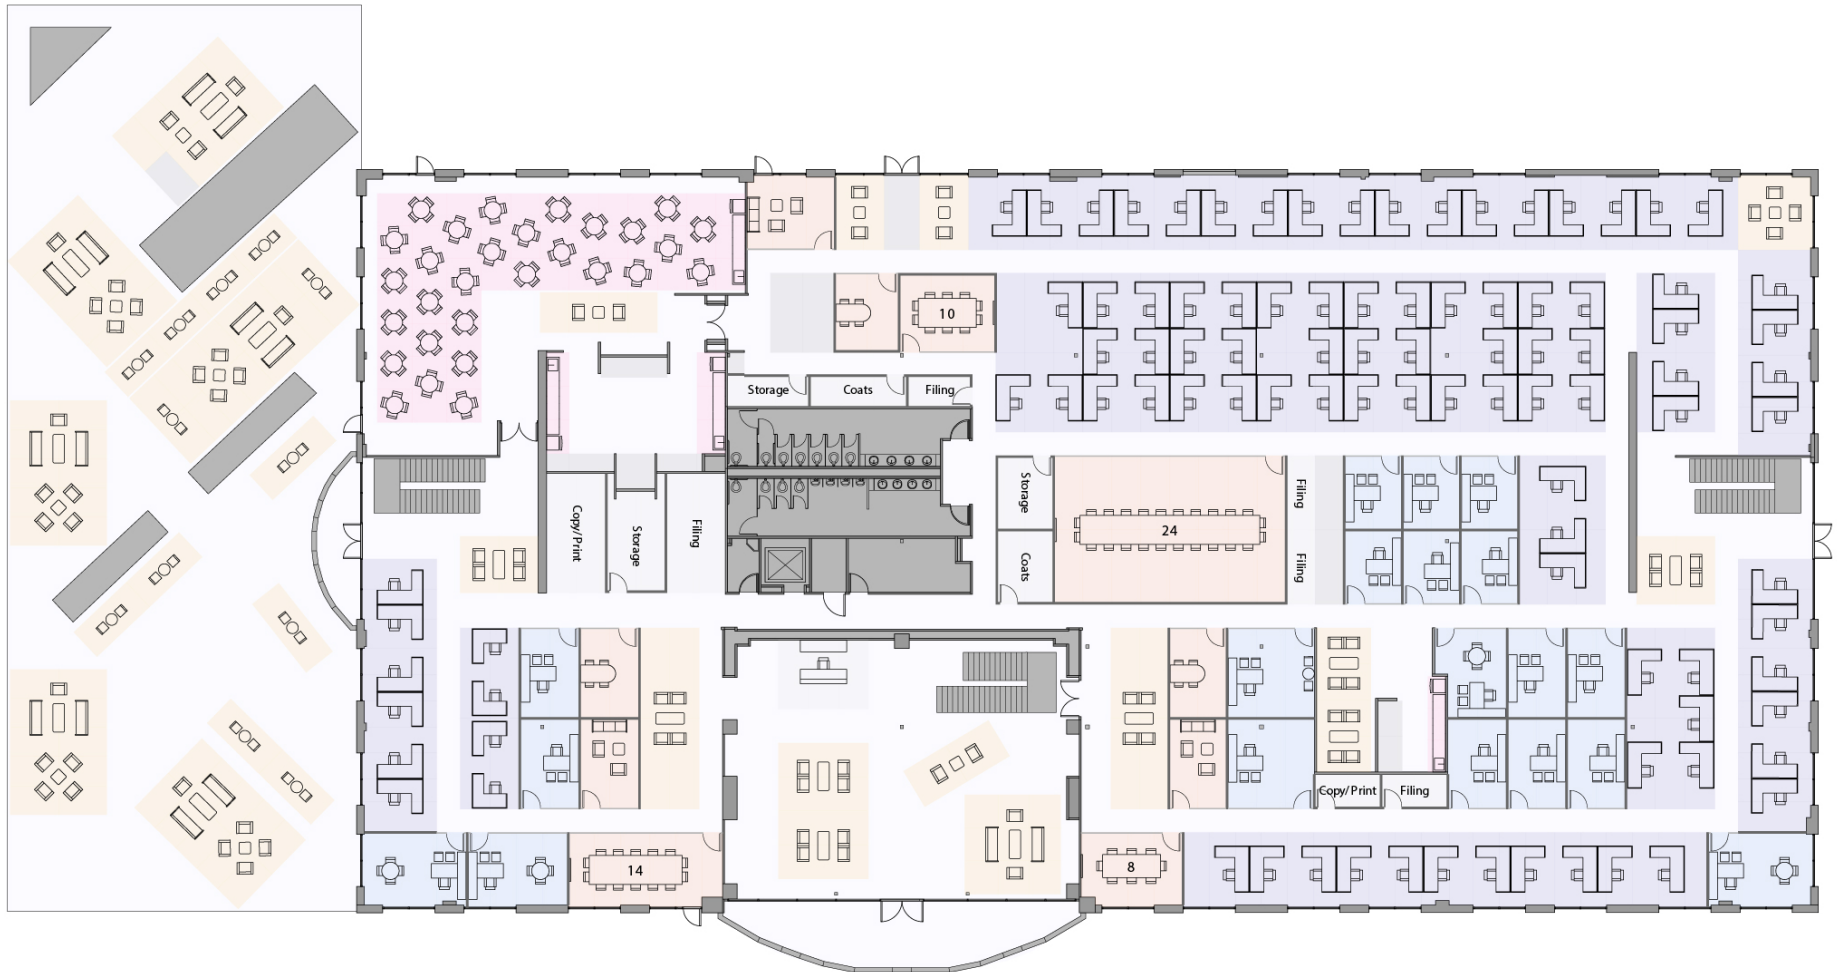 10
Storage
Coats
Filing
Storage
Coats
24
Filing
Filing
Copy/Print
Storage
Filing
Copy/Print
Filing
14
8